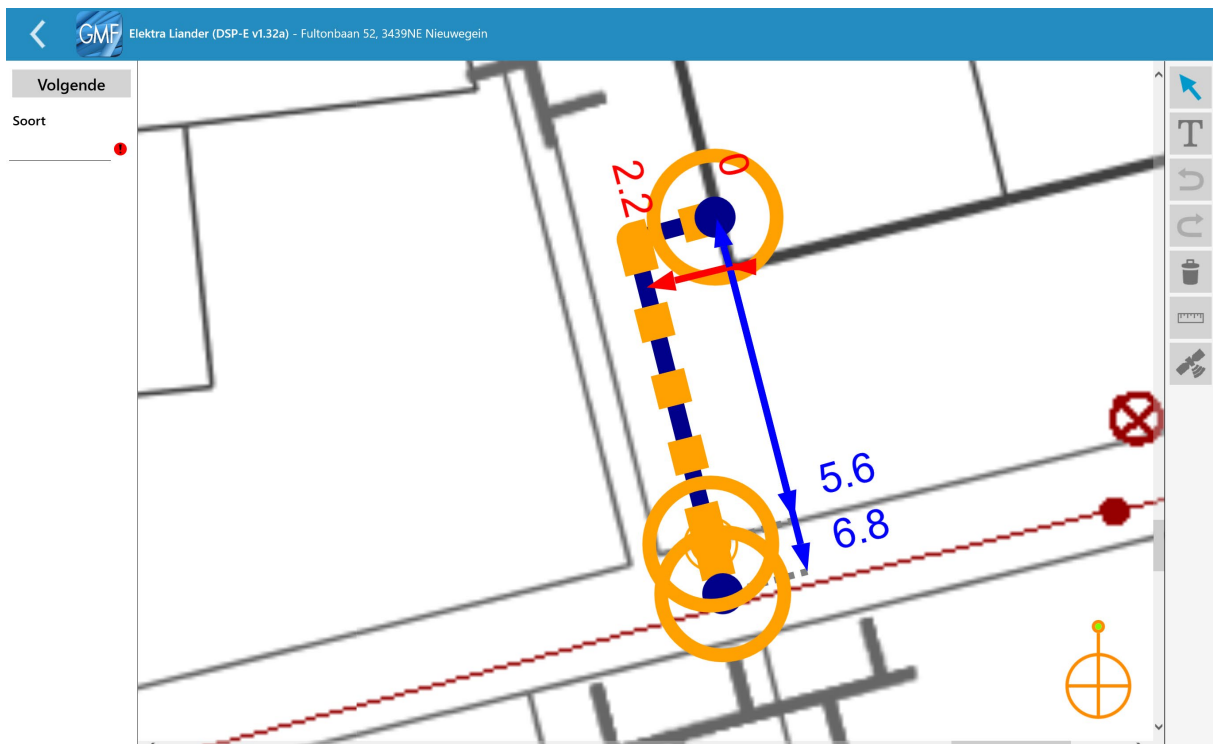 GMF Elektra Liander (DSP-E v1.32a) - Fultonbaan 52, 3439NE Nieuwegein
Volgende
Soort
T
0
2.2
5.6
6.8